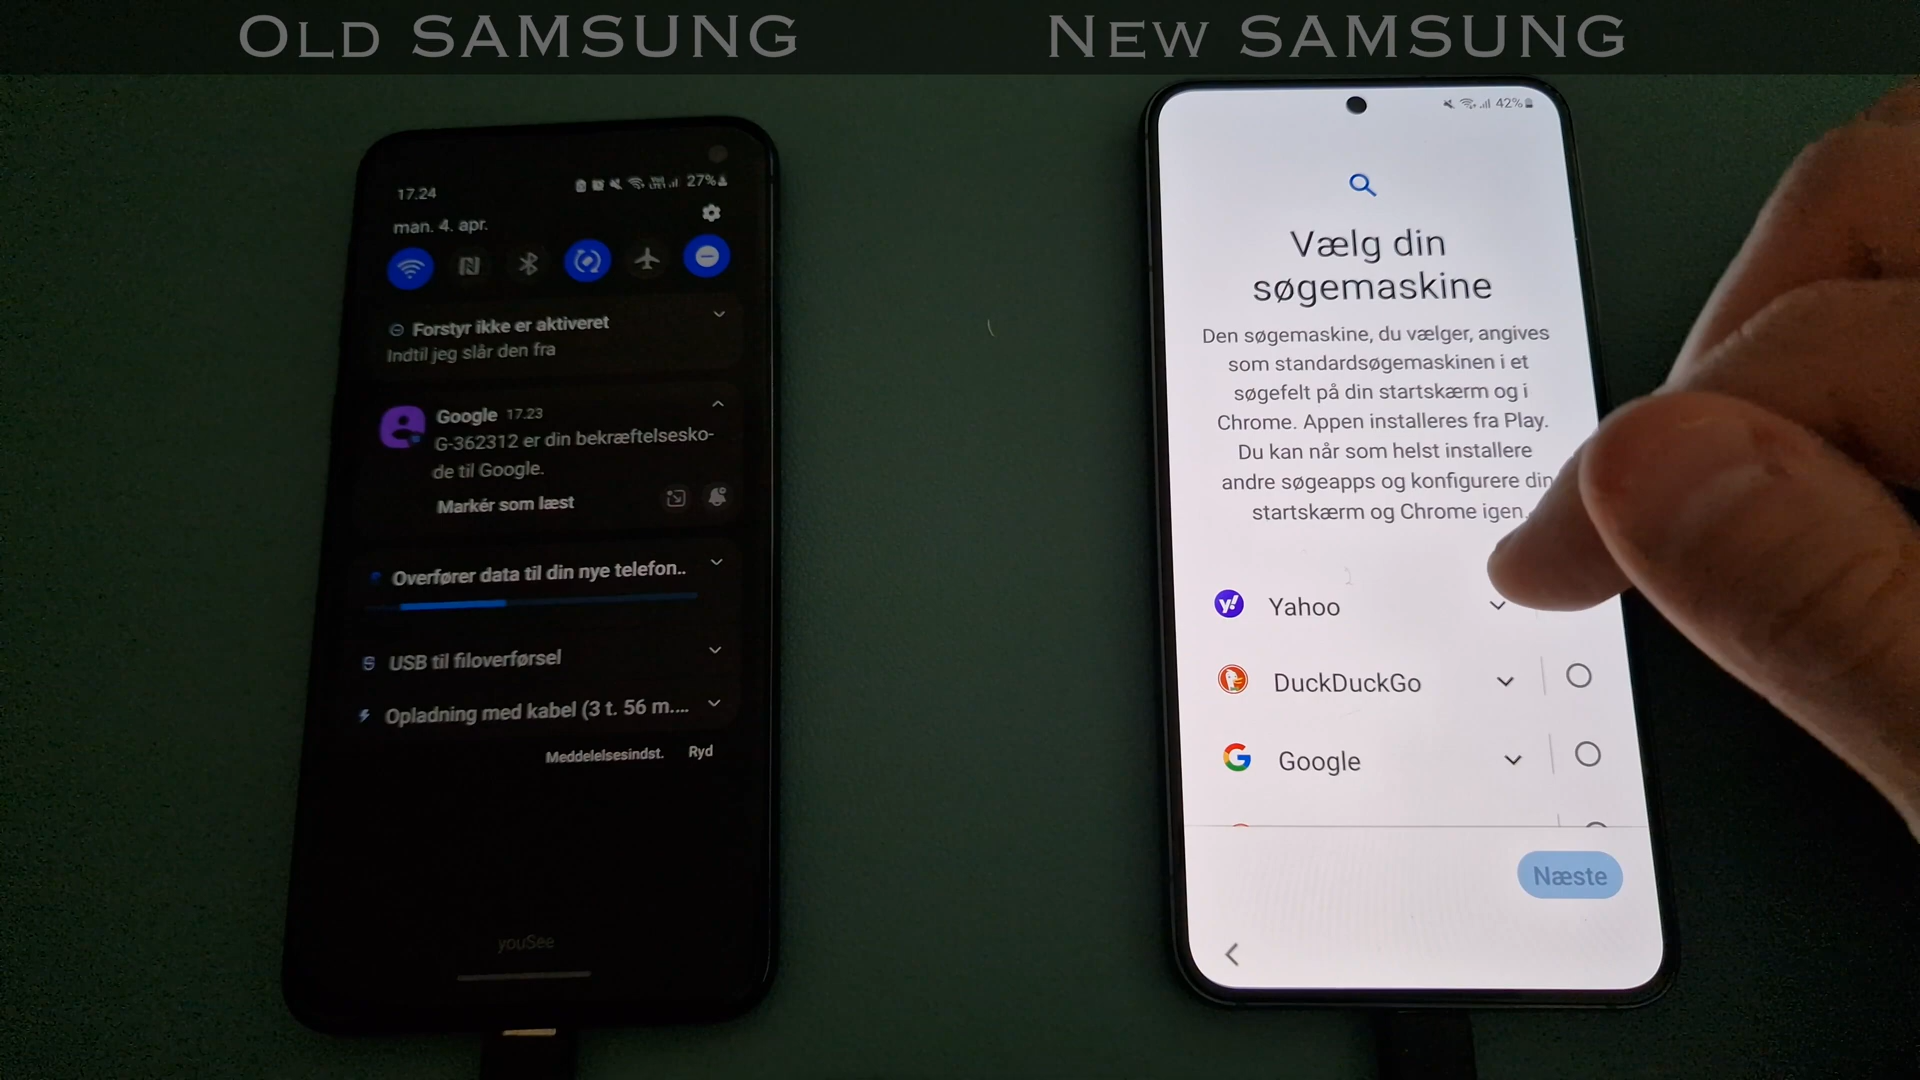 Old SAMSUNG
New SAMSUNG
17.24
27%
man. 4. apr.
Forstyr ikke er aktiveret
Indtil jeg slår den fra
Google 17.23
G-362312 er din bekræftelsesko-
de til Google.
Markér som læst
Overfører data til din nye telefon..
USB til filoverførsel
Opladning med kabel (3 t. 56 m....
Meddelelsesindst. Ryd
youSee
42%
Vælg din
søgemaskine
Den søgemaskine, du vælger, angives
som standardsøgemaskinen i et
søgefelt på din startskærm og i
Chrome. Appen installeres fra Play.
Du kan når som helst installere
andre søgeapps og konfigurere din
startskærm og Chrome igen.
Yahoo
DuckDuckGo
Google
Næste